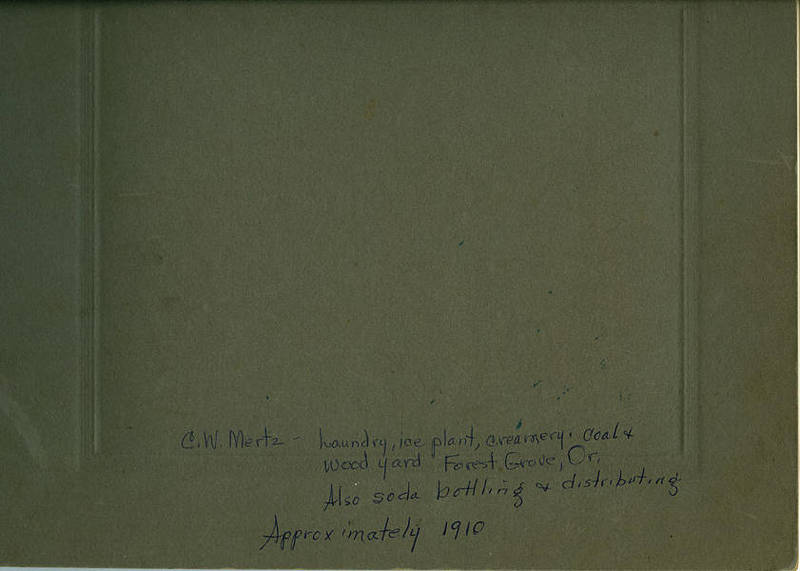 C.W. Mertz - Laundry, ice plant, creamery. Coal &
Wood yard Forest Grove, Or.
Also soda bottling & distributing
Approximately 1910